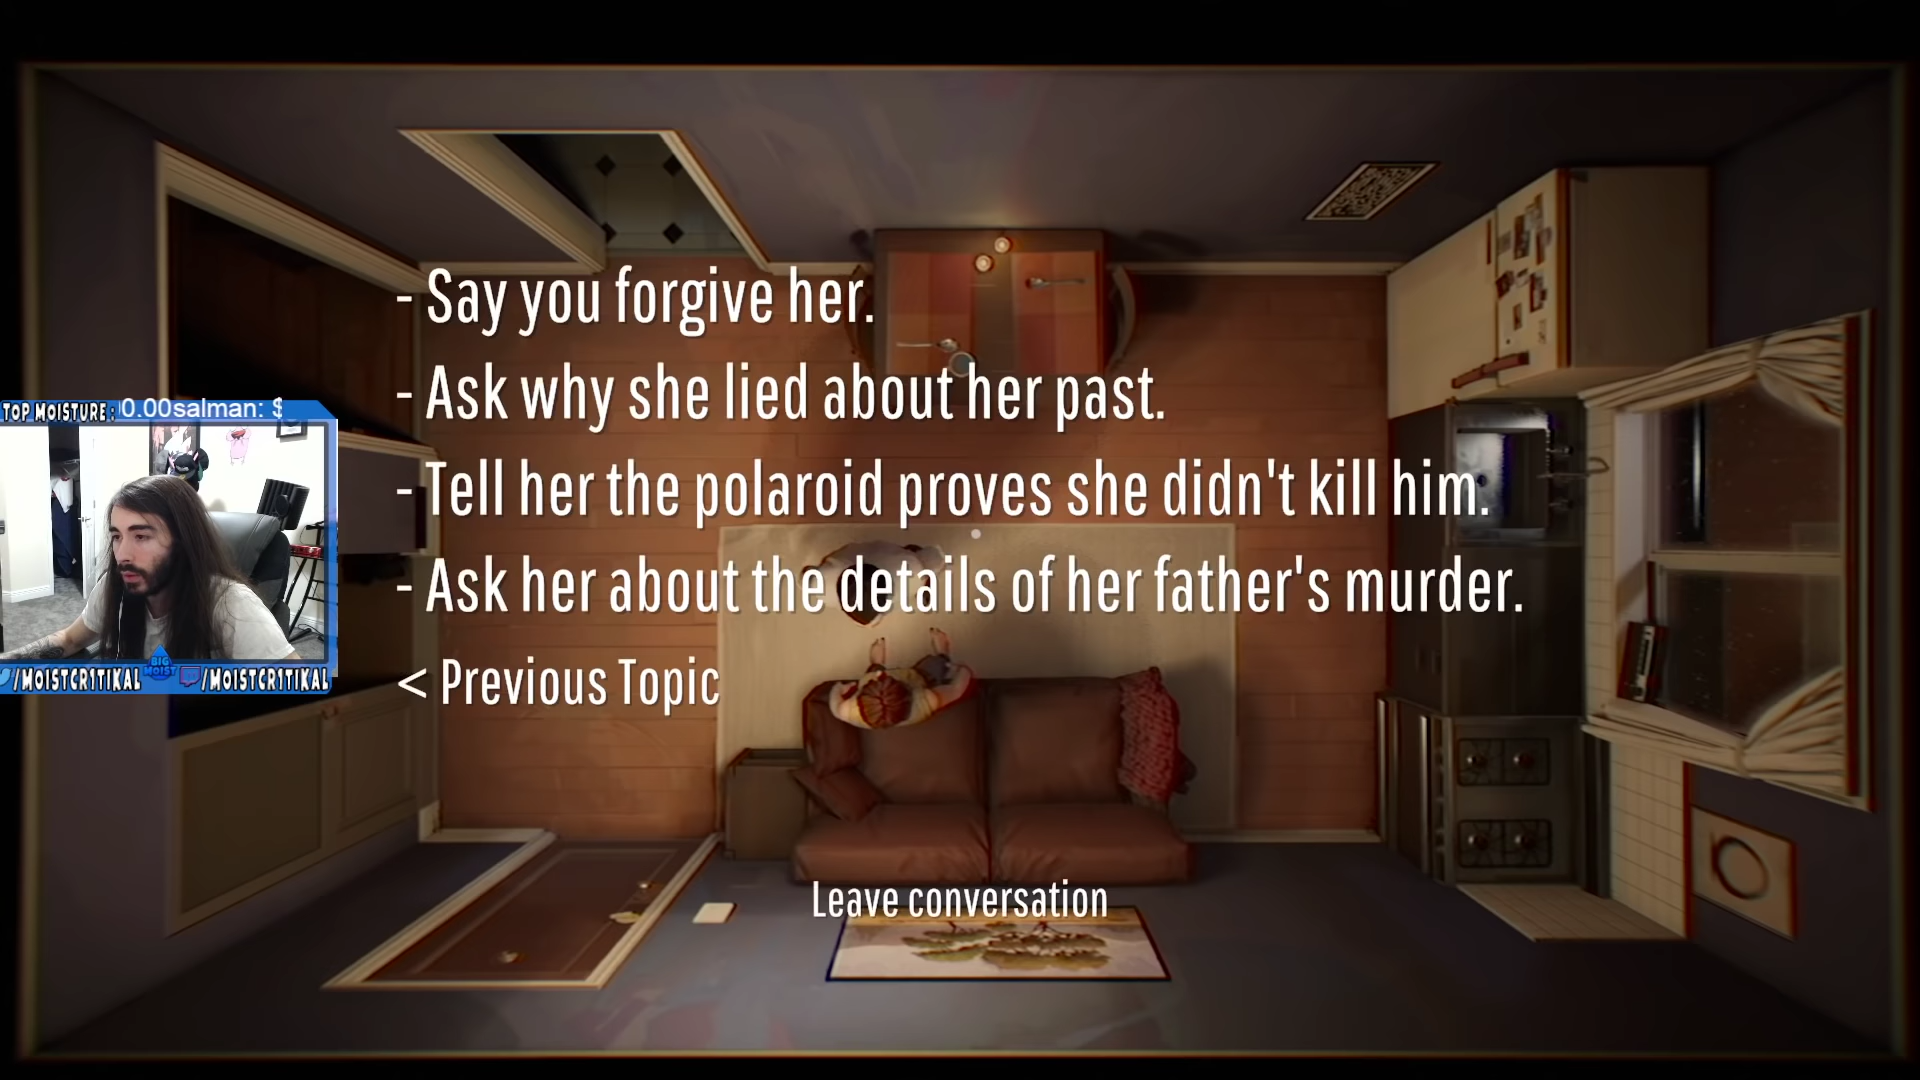 - Say you forgive her.
- Ask why she lied about her past.
- Tell her the polaroid proves she didn't kill him.
- Ask her about the details of her father's murder.
< Previous Topic
Leave conversation
TOP MOISTURE: 0.00salman: $
/MOISTCR1TIKAL
BIG MOIST
/MOISTCR1TIKAL